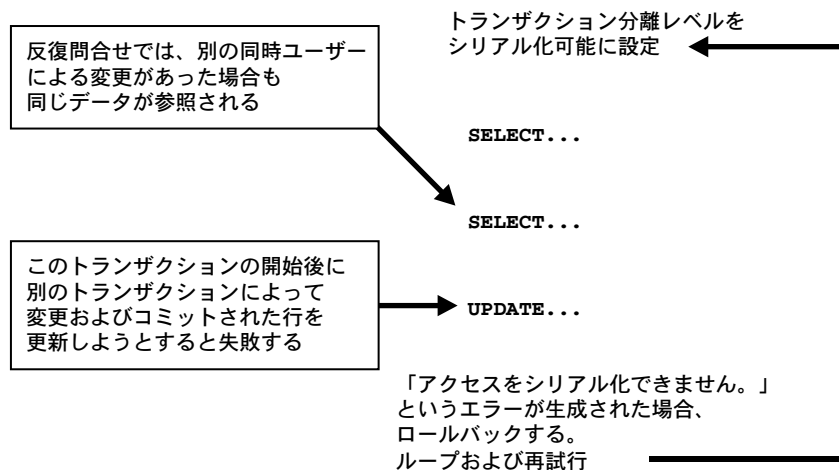 トランザクション分離レベルを
シリアル化可能に設定
反復問合せでは、別の同時ユーザー
による変更があった場合も
同じデータが参照される
SELECT...
SELECT...
このトランザクションの開始後に
別のトランザクションによって
変更およびコミットされた行を
更新しようとすると失敗する
UPDATE...
「アクセスをシリアル化できません。」
というエラーが生成された場合、
ロールバックする。
ループおよび再試行